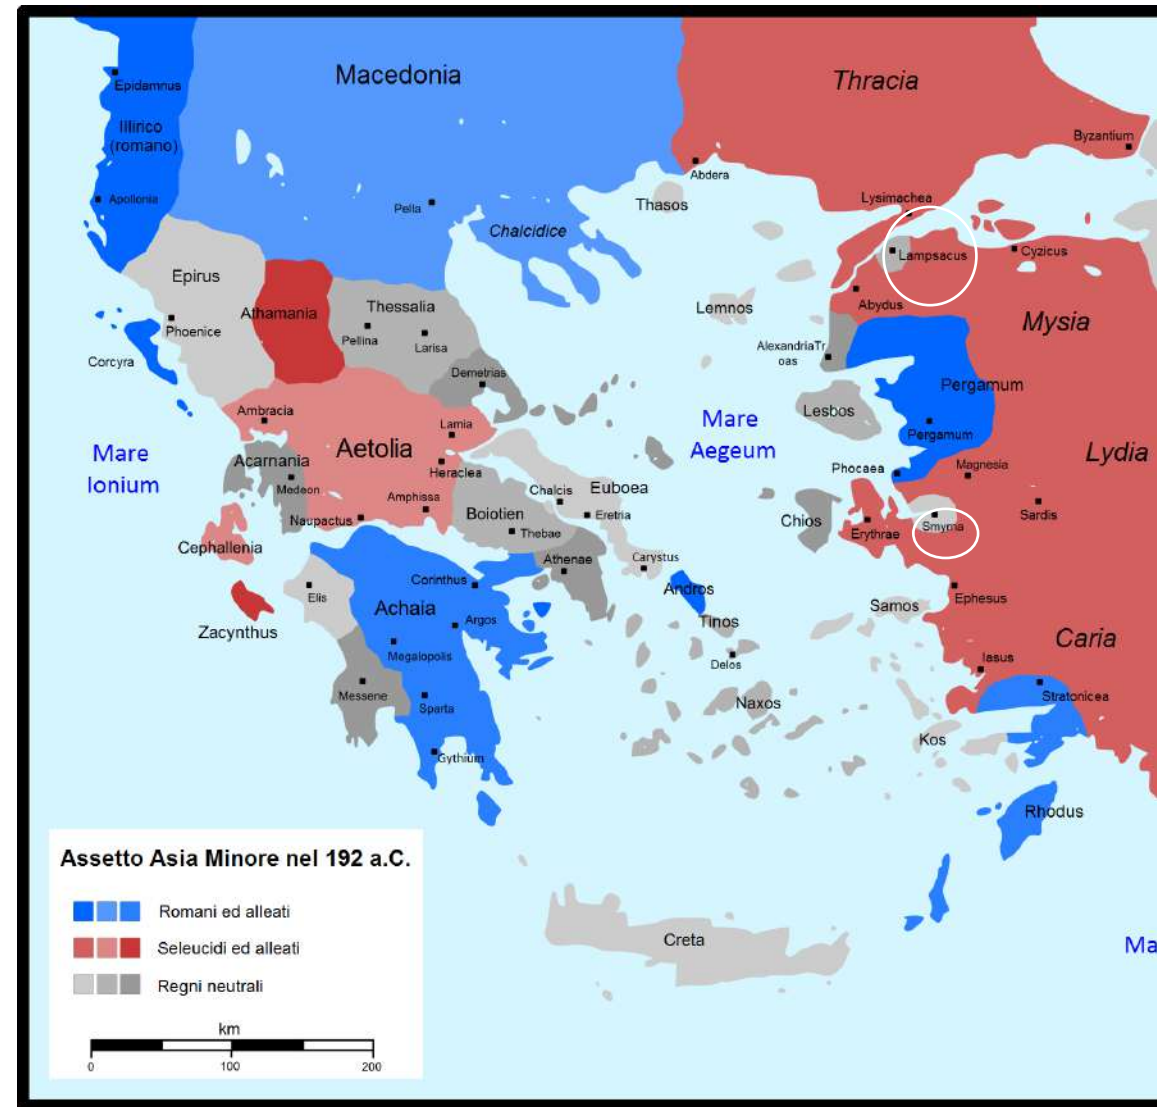 Macedonia
Thracia
Epidamnus
Illirico
(romano)
Byzantium
Abdera
Apollonia
Pella
Thasos
Lysimachea
Chalcidice
Lampsacus
Cyzicus
Epirus
Athamania
Thessalia
Lemnos
Abydus
Mysia
Phoenice
Pellina
Larisa
AlexandriaTr
oas
Corcyra
Demetrias
Pergamum
Ambracia
Lesbos
Mare
Aegeum
Lamia
Pergamum
Mare
Ionium
Aetolia
Lydia
Acarnania
Heraclea
Phocaea
Magnesia
Medeon
Chalcis
Euboea
Amphissa
Boiotien
Eretria
Chios
Sardis
Naupactus
Thebae
Erythrae
Smyrna
Cephallenia
Athenae
Carystus
Corinthus
Andros
Elis
Achaia
Samos
Ephesus
Zacynthus
Argos
Tinos
Megalopolis
Caria
Delos
Iasus
Messene
Sparta
Naxos
Stratonicea
Kos
Gythium
Rhodus
Assetto Asia Minore nel 192 a.C.
Romani ed alleati
Seleucidi ed alleati
Regni neutrali
km
0
100
200
Creta
Ma